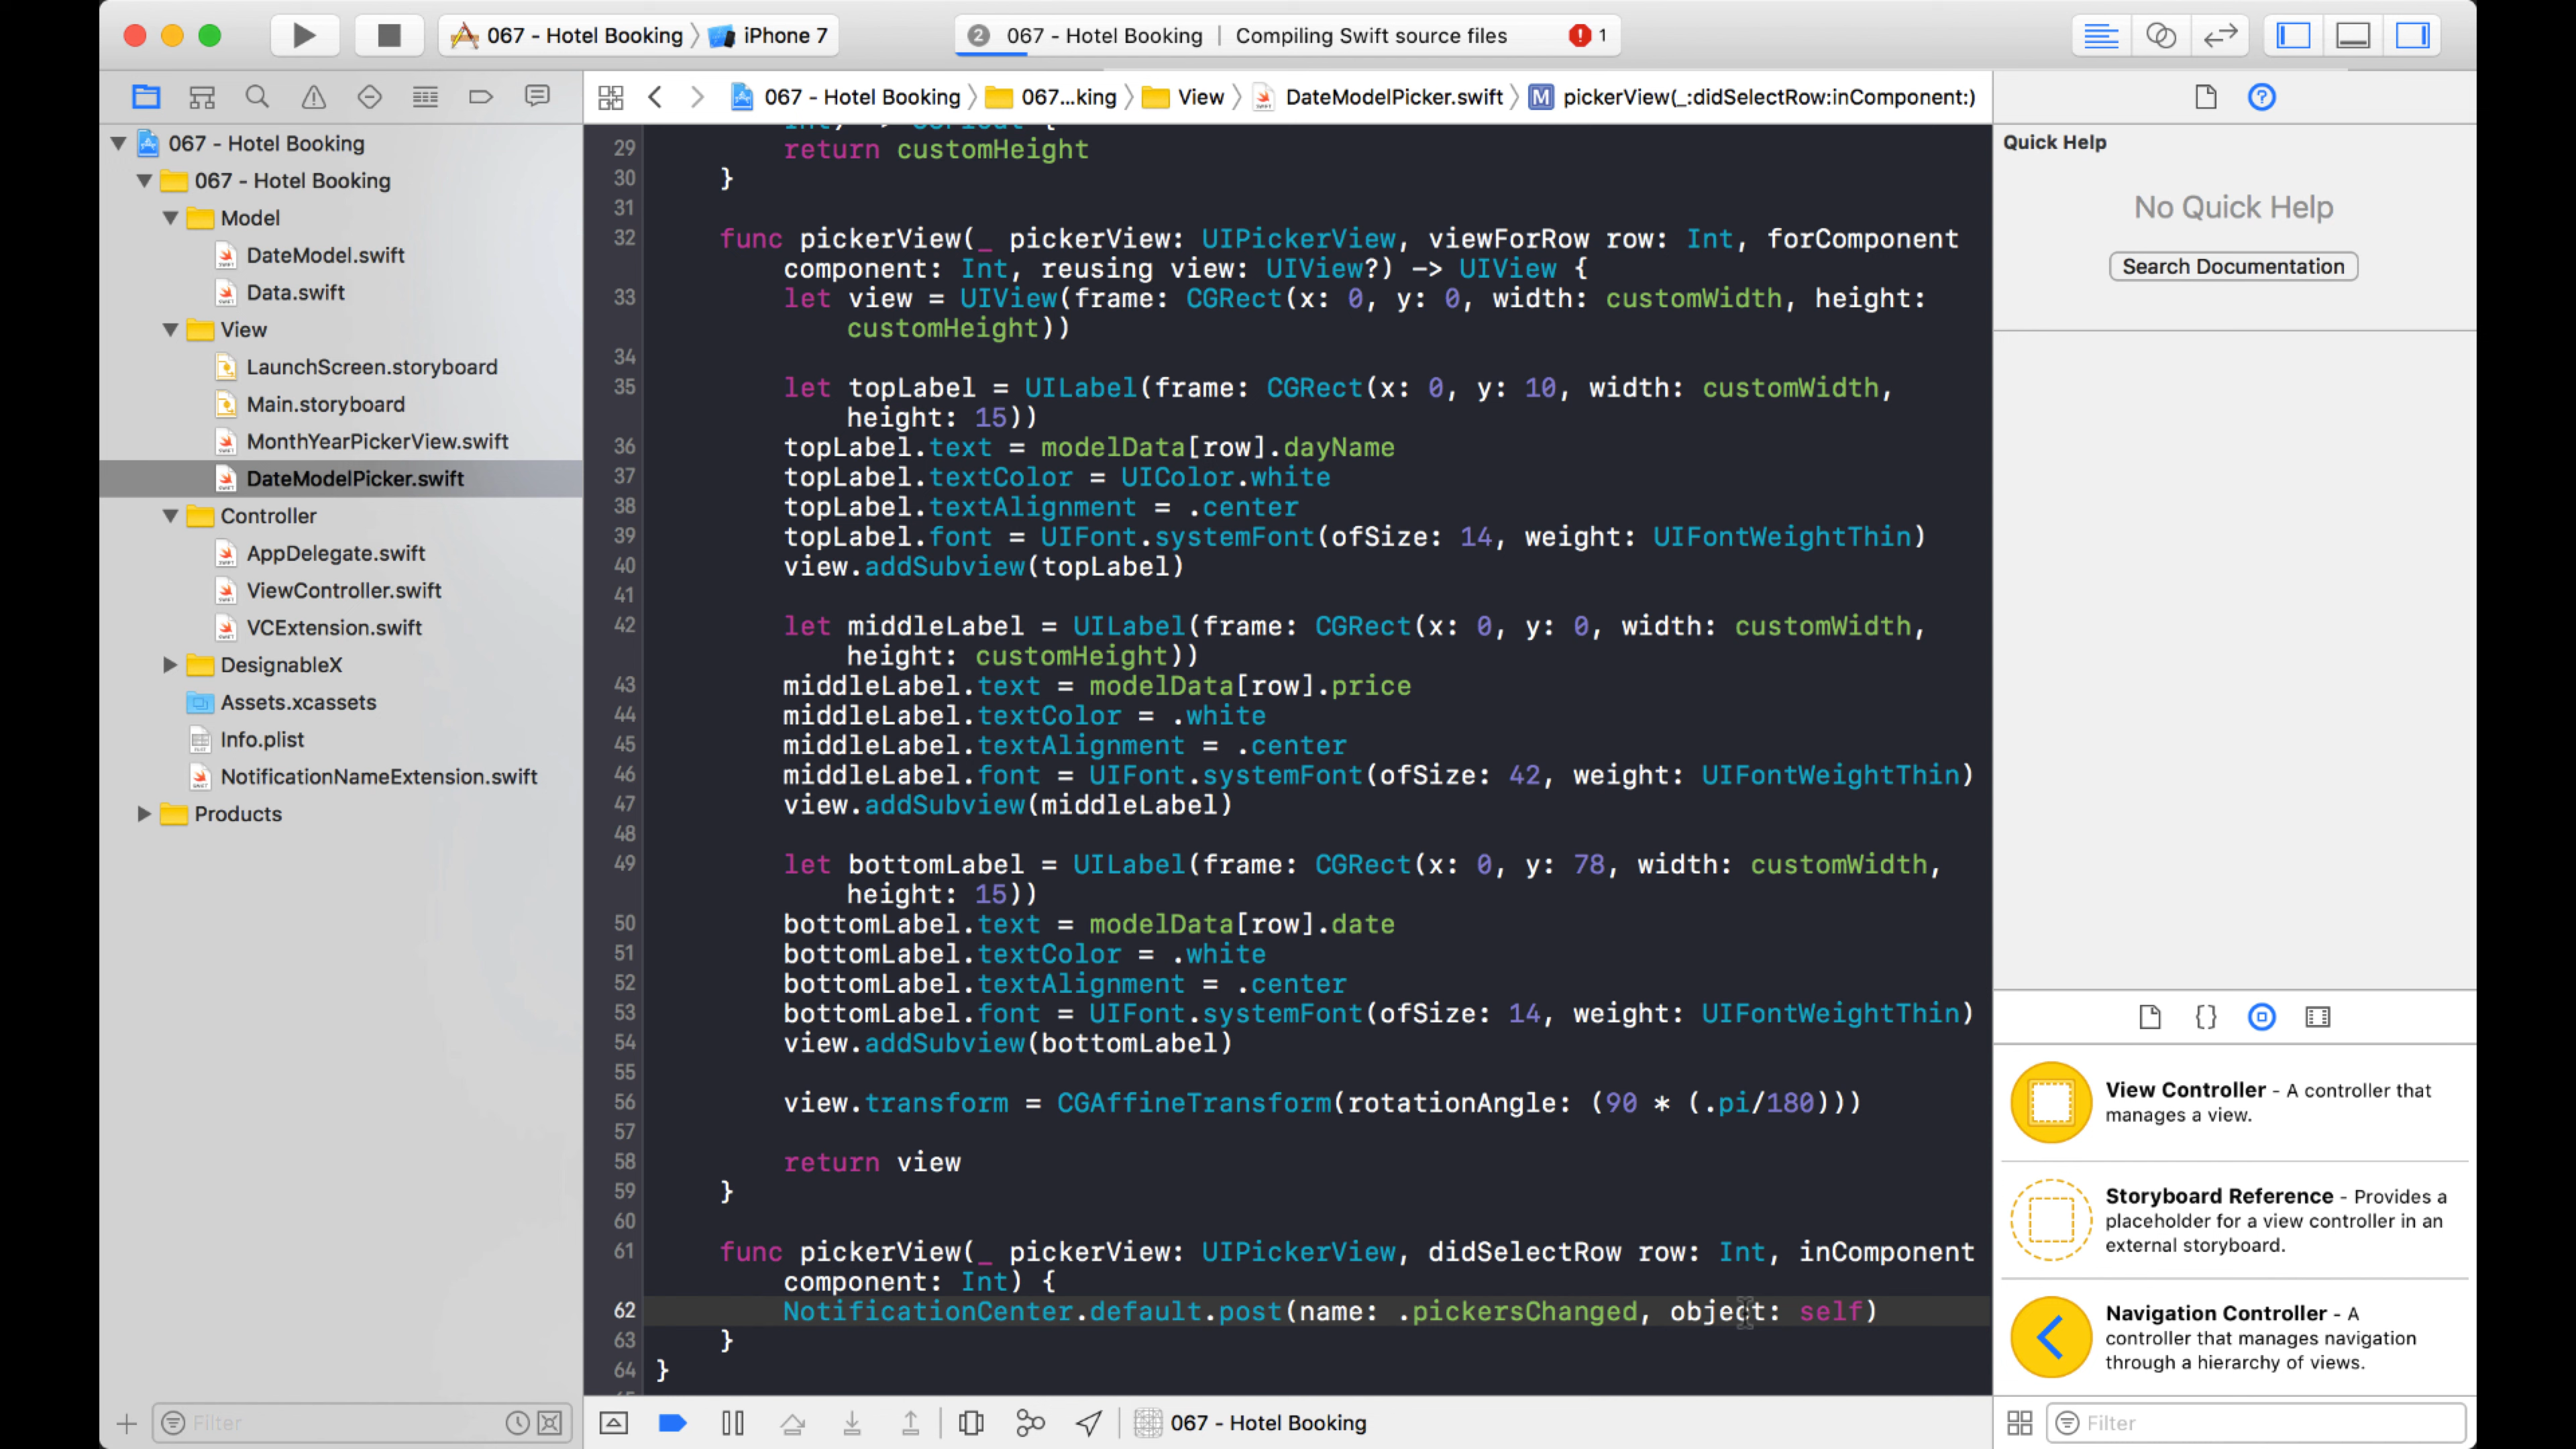 067 - Hotel Booking iPhone 7
2 067 - Hotel Booking | Compiling Swift source files 1
067 - Hotel Booking 067...king View DateModelPicker.swift M pickerView(_:didSelectRow:inComponent:)
067 - Hotel Booking
067 - Hotel Booking
Model
DateModel.swift
Data.swift
View
LaunchScreen.storyboard
Main.storyboard
MonthYearPickerView.swift
DateModelPicker.swift
Controller
AppDelegate.swift
ViewController.swift
VCExtension.swift
DesignableX
Assets.xcassets
Info.plist
NotificationNameExtension.swift
Products
Filter
29 return customHeight
30 }
31
32 func pickerView(_ pickerView: UIPickerView, viewForRow row: Int, forComponent
component: Int, reusing view: UIView?) -> UIView {
33 let view = UIView(frame: CGRect(x: 0, y: 0, width: customWidth, height:
customHeight))
34
35 let topLabel = UILabel(frame: CGRect(x: 0, y: 10, width: customWidth,
height: 15))
36 topLabel.text = modelData[row].dayName
37 topLabel.textColor = UIColor.white
38 topLabel.textAlignment = .center
39 topLabel.font = UIFont.systemFont(ofSize: 14, weight: UIFontWeightThin)
40 view.addSubview(topLabel)
41
42 let middleLabel = UILabel(frame: CGRect(x: 0, y: 0, width: customWidth,
height: customHeight))
43 middleLabel.text = modelData[row].price
44 middleLabel.textColor = .white
45 middleLabel.textAlignment = .center
46 middleLabel.font = UIFont.systemFont(ofSize: 42, weight: UIFontWeightThin)
47 view.addSubview(middleLabel)
48
49 let bottomLabel = UILabel(frame: CGRect(x: 0, y: 78, width: customWidth,
height: 15))
50 bottomLabel.text = modelData[row].date
51 bottomLabel.textColor = .white
52 bottomLabel.textAlignment = .center
53 bottomLabel.font = UIFont.systemFont(ofSize: 14, weight: UIFontWeightThin)
54 view.addSubview(bottomLabel)
55
56 view.transform = CGAffineTransform(rotationAngle: (90 * (.pi/180)))
57
58 return view
59 }
60
61 func pickerView(_ pickerView: UIPickerView, didSelectRow row: Int, inComponent
component: Int) {
62 NotificationCenter.default.post(name: .pickersChanged, object: self)
63 }
64 }
067 - Hotel Booking
Quick Help
No Quick Help
Search Documentation
View Controller - A controller that
manages a view.
Storyboard Reference - Provides a
placeholder for a view controller in an
external storyboard.
Navigation Controller - A
controller that manages navigation
through a hierarchy of views.
Filter